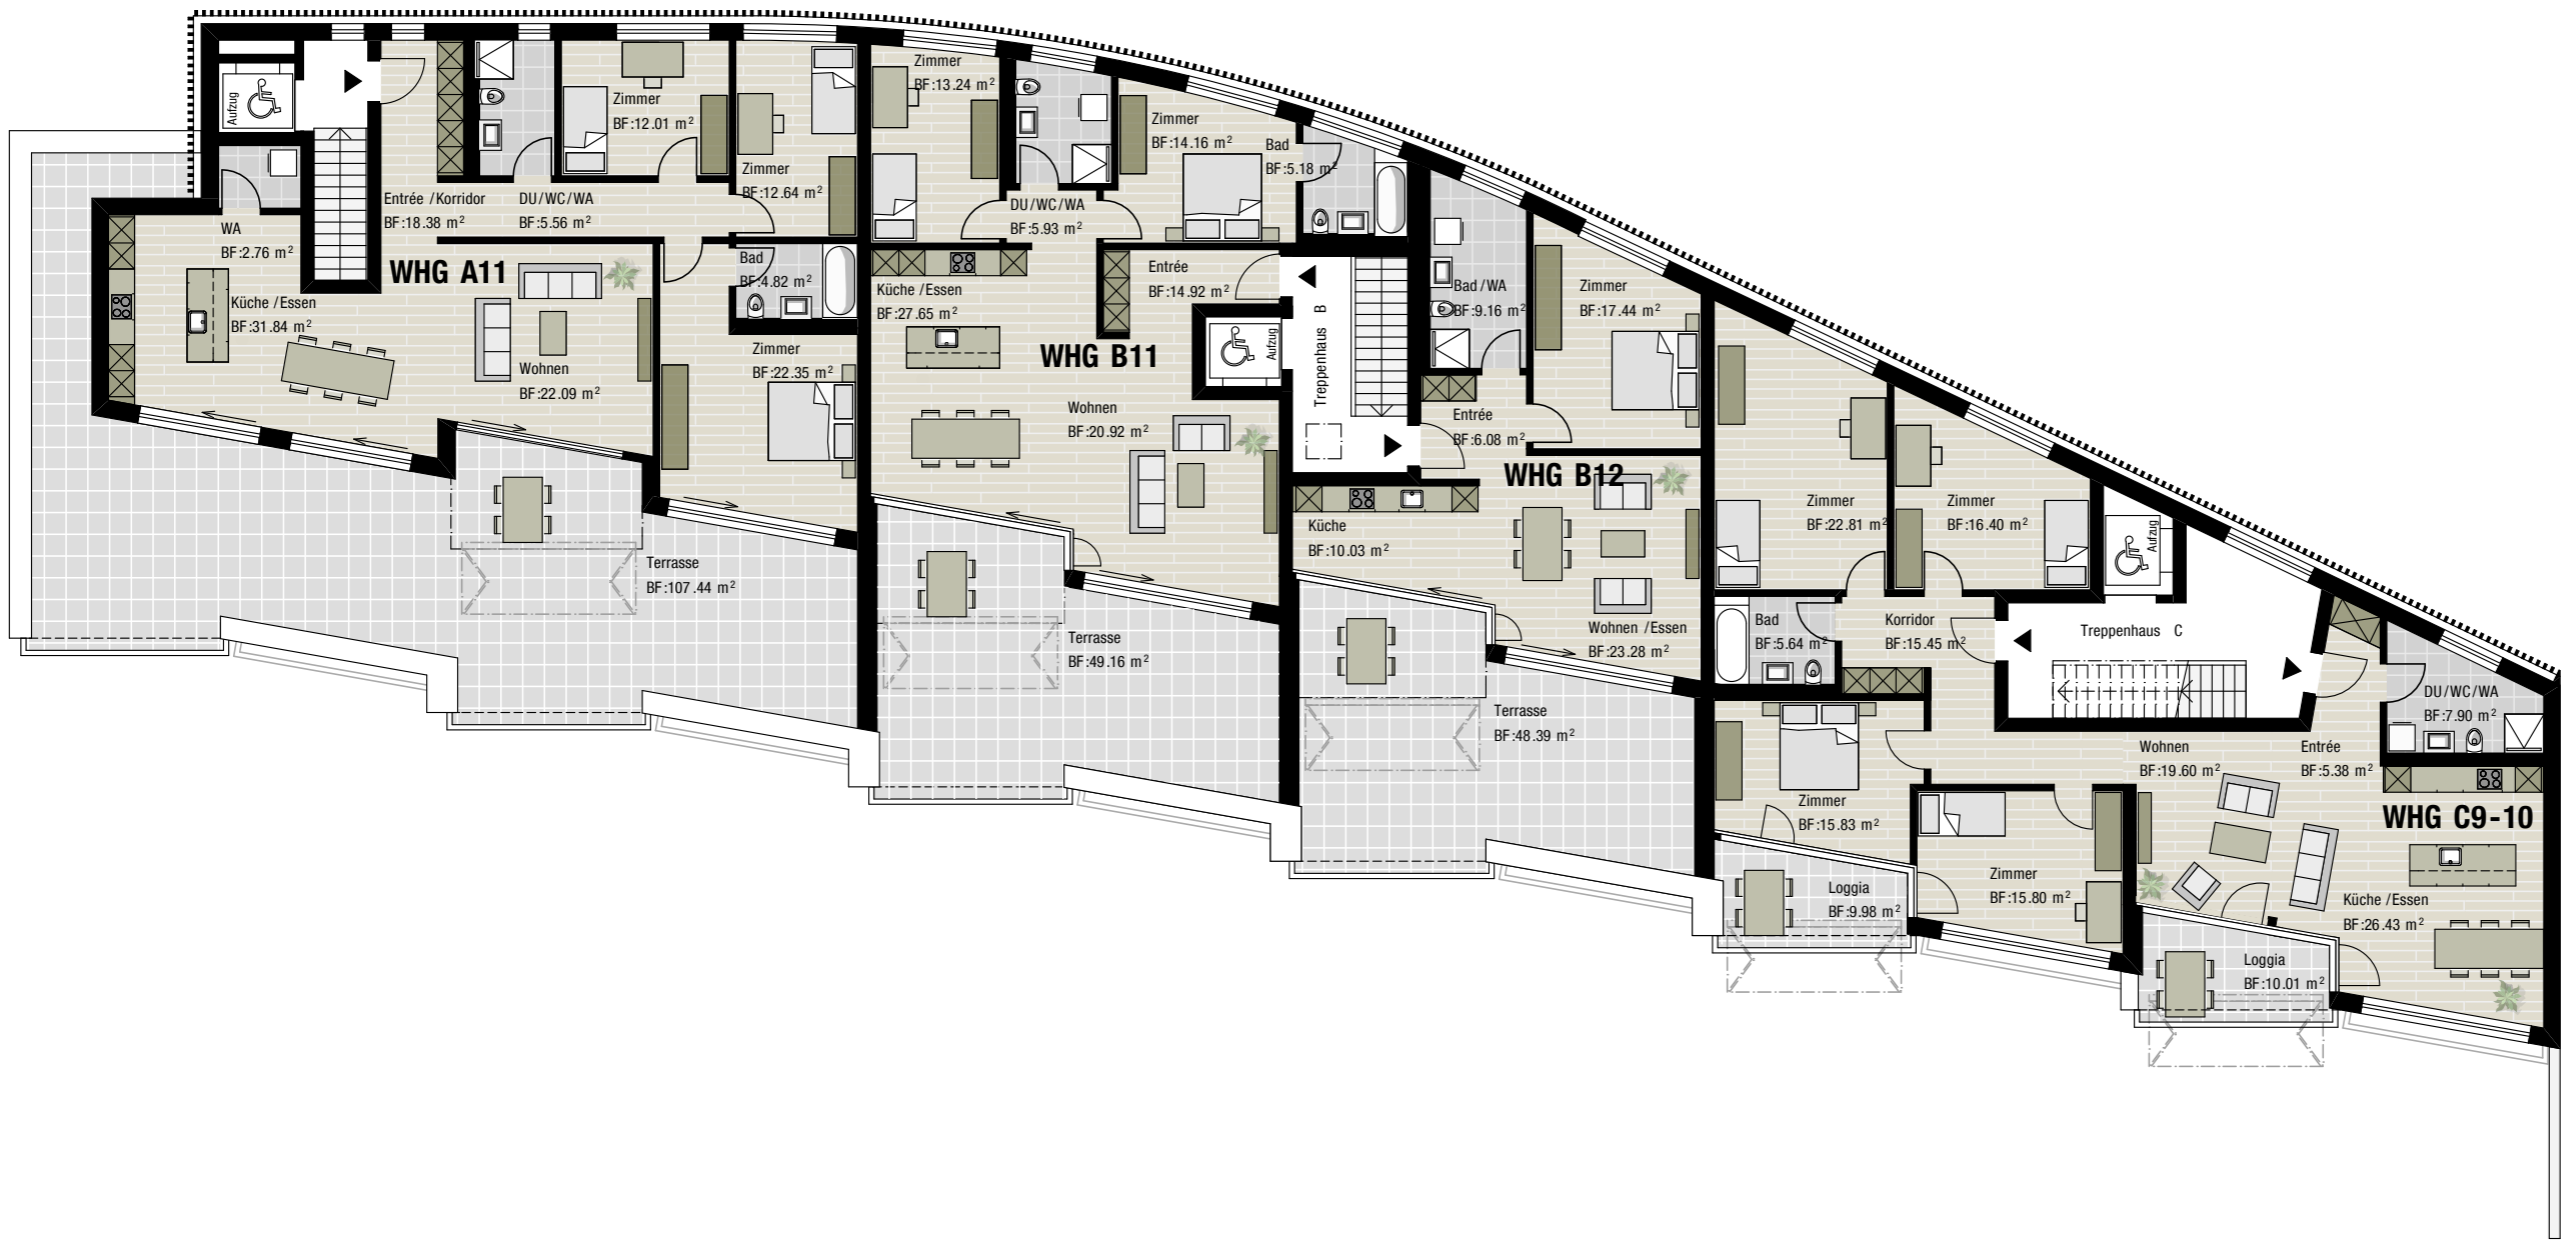 Aufzug
WA
BF:2.76 m²
Entrée /Korridor
BF:18.38 m²
DU/WC/WA
BF:5.56 m²
Zimmer
BF:12.01 m²
Zimmer
BF:12.64 m²
WHG A11
Küche /Essen
BF:31.84 m²
Wohnen
BF:22.09 m²
Bad
BF:4.82 m²
Zimmer
BF:22.35 m²
Terrasse
BF:107.44 m²
Zimmer
BF:13.24 m²
DU/WC/WA
BF:5.93 m²
Zimmer
BF:14.16 m²
Bad
BF:5.18 m²
Küche /Essen
BF:27.65 m²
Entrée
BF:14.92 m²
WHG B11
Aufzug
Treppenhaus B
Wohnen
BF:20.92 m²
Terrasse
BF:49.16 m²
Bad /WA
BF:9.16 m²
Zimmer
BF:17.44 m²
Entrée
BF:6.08 m²
WHG B12
Küche
BF:10.03 m²
Wohnen /Essen
BF:23.28 m²
Terrasse
BF:48.39 m²
Zimmer
BF:22.81 m²
Zimmer
BF:16.40 m²
Aufzug
Bad
BF:5.64 m²
Korridor
BF:15.45 m²
Treppenhaus C
Zimmer
BF:15.83 m²
Loggia
BF:9.98 m²
Zimmer
BF:15.80 m²
Wohnen
BF:19.60 m²
Entrée
BF:5.38 m²
DU/WC/WA
BF:7.90 m²
WHG C9-10
Küche /Essen
BF:26.43 m²
Loggia
BF:10.01 m²